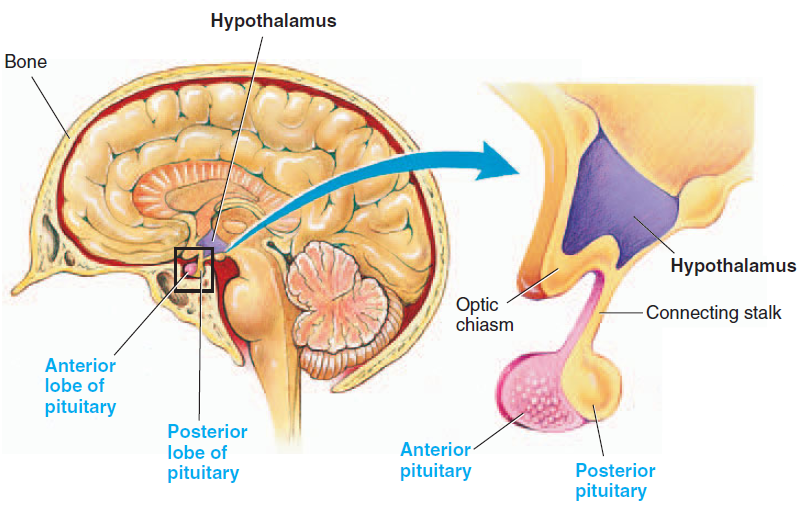 Hypothalamus
Bone
Anterior
lobe of
pituitary
Posterior
lobe of
pituitary
Hypothalamus
Optic
chiasm
Connecting stalk
Anterior
pituitary
Posterior
pituitary